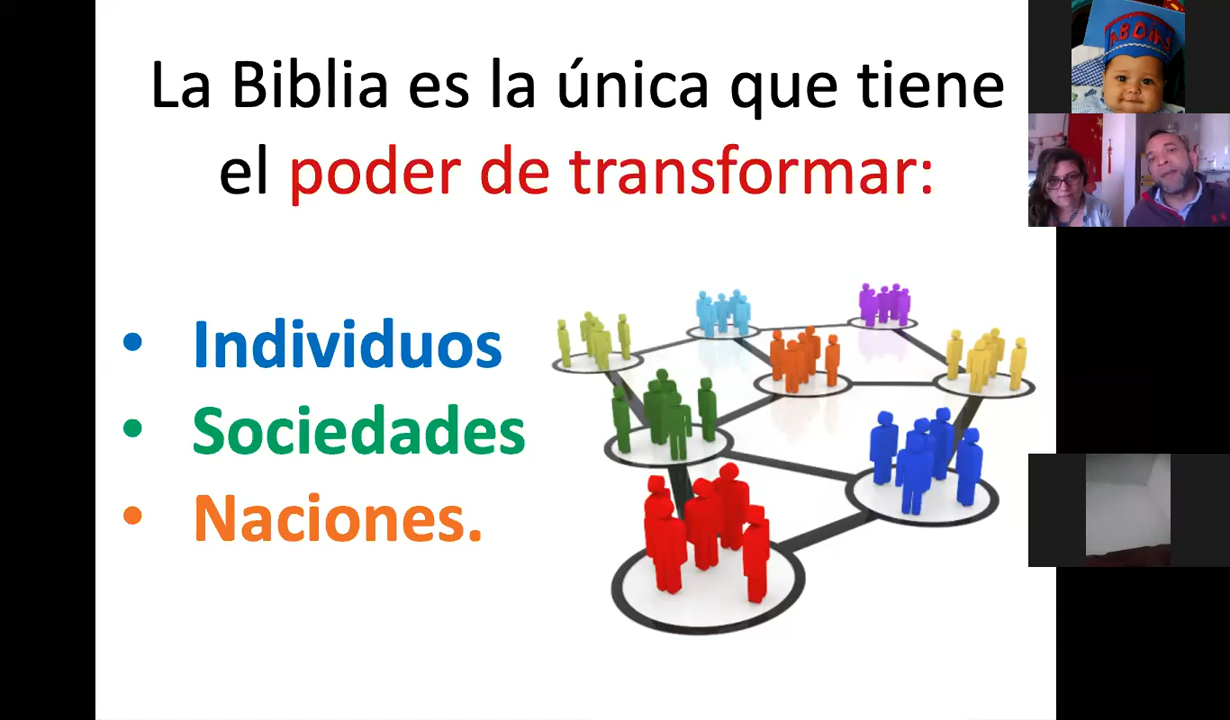 La Biblia es la única que tiene
el poder de transformar:
• Individuos
• Sociedades
• Naciones.